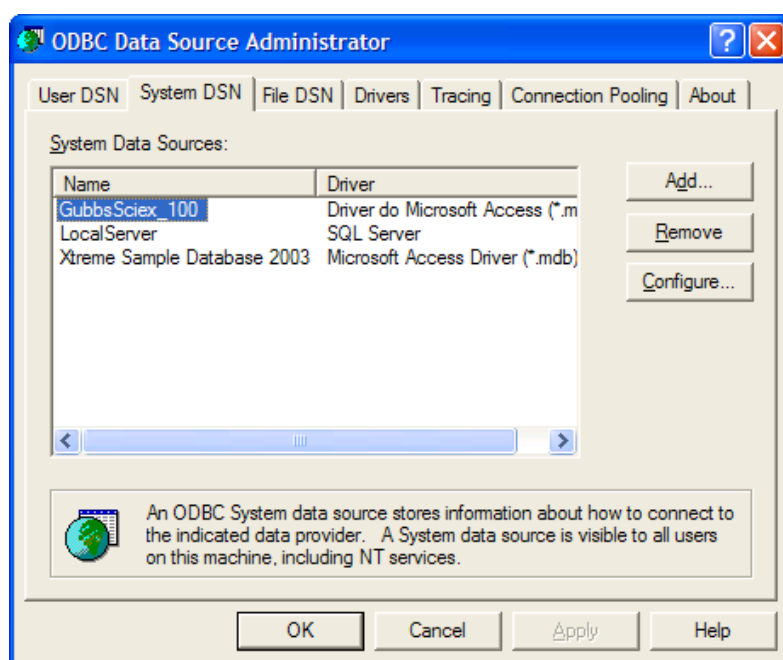 ODBC Data Source Administrator
User DSN System DSN File DSN Drivers Tracing Connection Pooling About
System Data Sources:
Name Driver
GubbsSciex_100 Driver do Microsoft Access (*.m
LocalServer SQL Server
Xtreme Sample Database 2003 Microsoft Access Driver (*.mdb)
Add...
Remove
Configure...
An ODBC System data source stores information about how to connect to
the indicated data provider. A System data source is visible to all users
on this machine, including NT services.
OK Cancel Apply Help